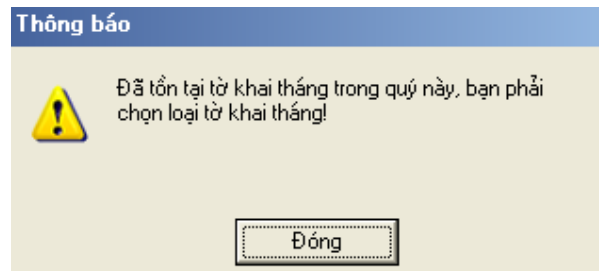 Thông báo
Đã tồn tại tờ khai tháng trong quý này, bạn phải
chọn loại tờ khai tháng!
Đóng